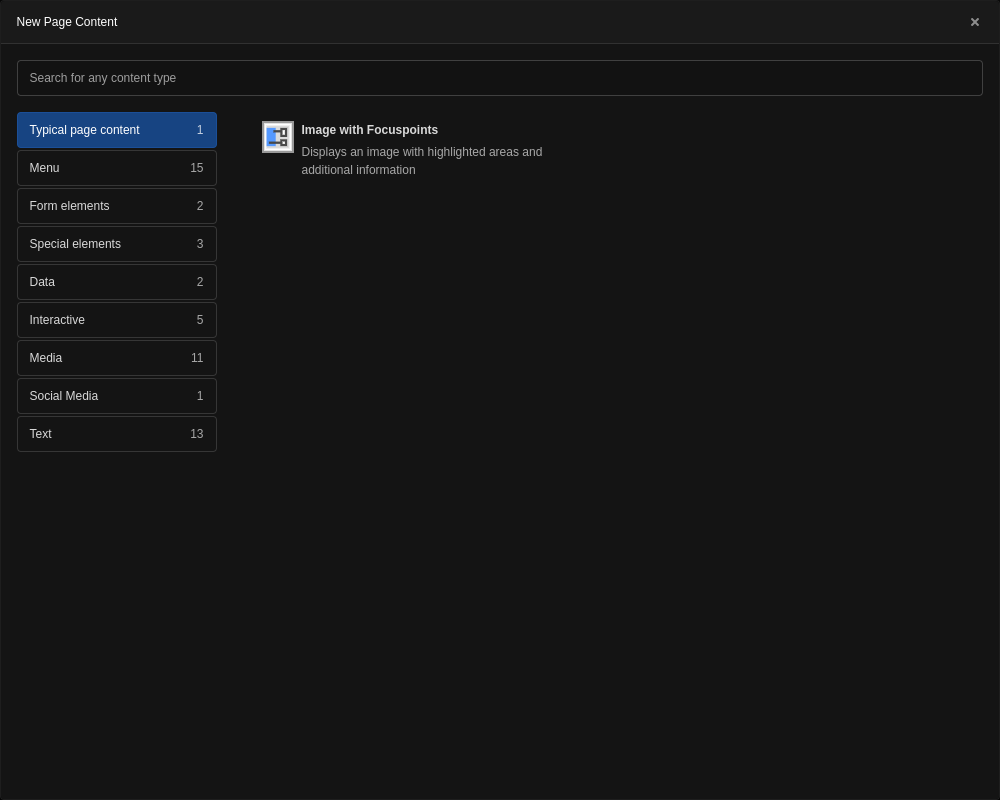 New Page Content
Search for any content type
Typical page content 1
Menu 15
Form elements 2
Special elements 3
Data 2
Interactive 5
Media 11
Social Media 1
Text 13
Image with Focuspoints
Displays an image with highlighted areas and
additional information